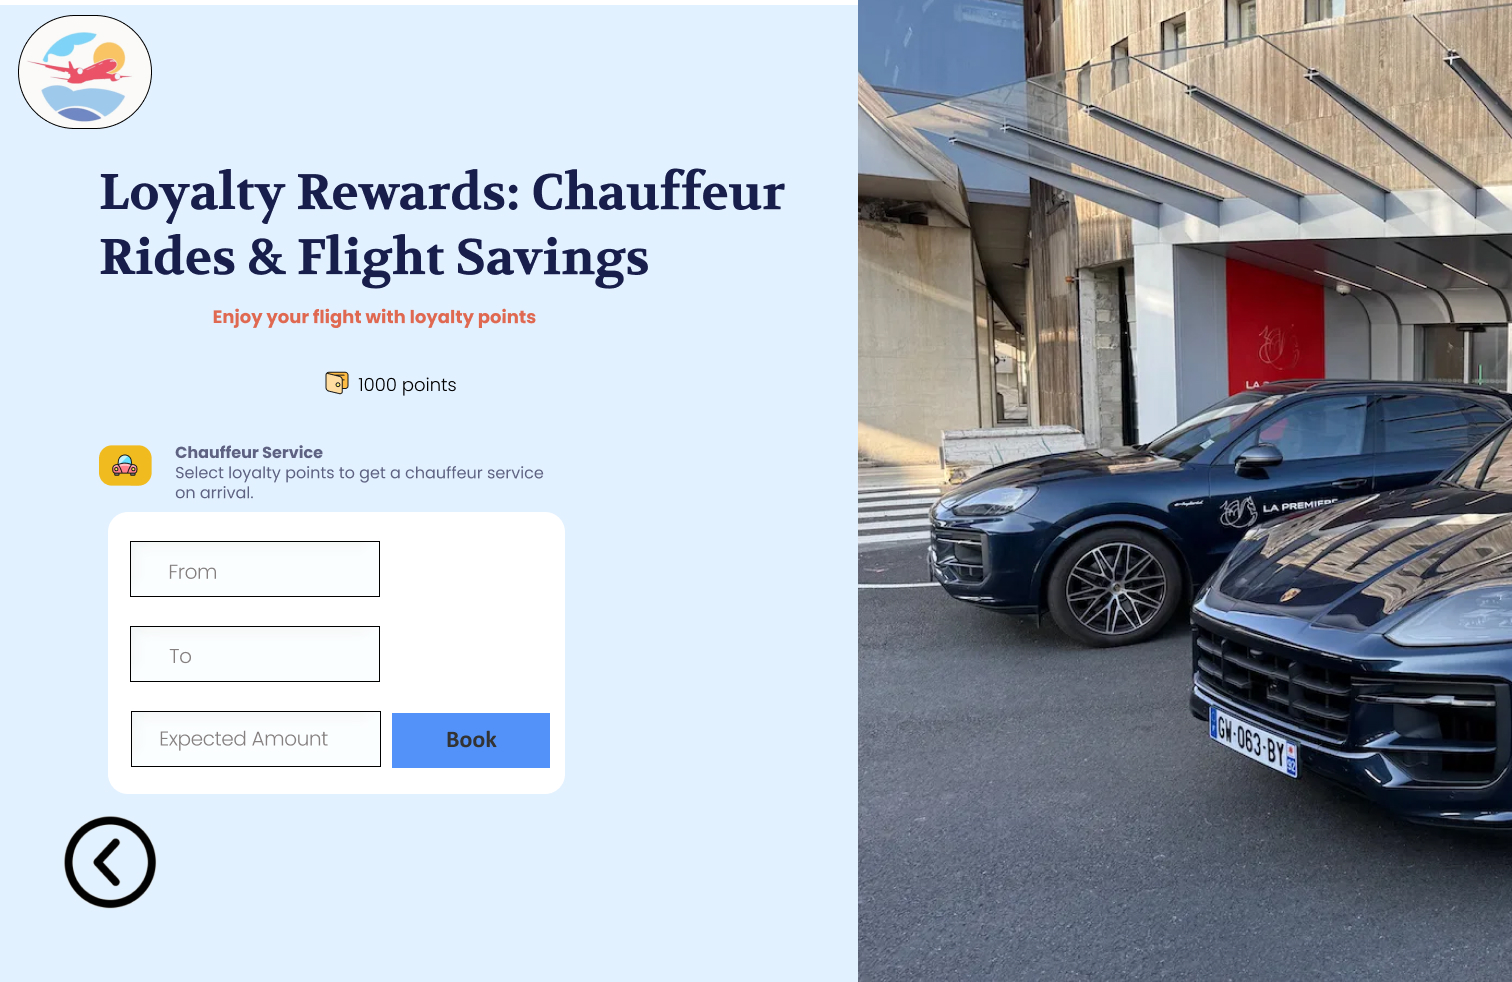 Loyalty Rewards: Chauffeur
Rides & Flight Savings
Enjoy your flight with loyalty points
1000 points
Chauffeur Service
Select loyalty points to get a chauffeur service
on arrival.
From
To
Expected Amount
Book
LA PREMIERE
GW-063-BY